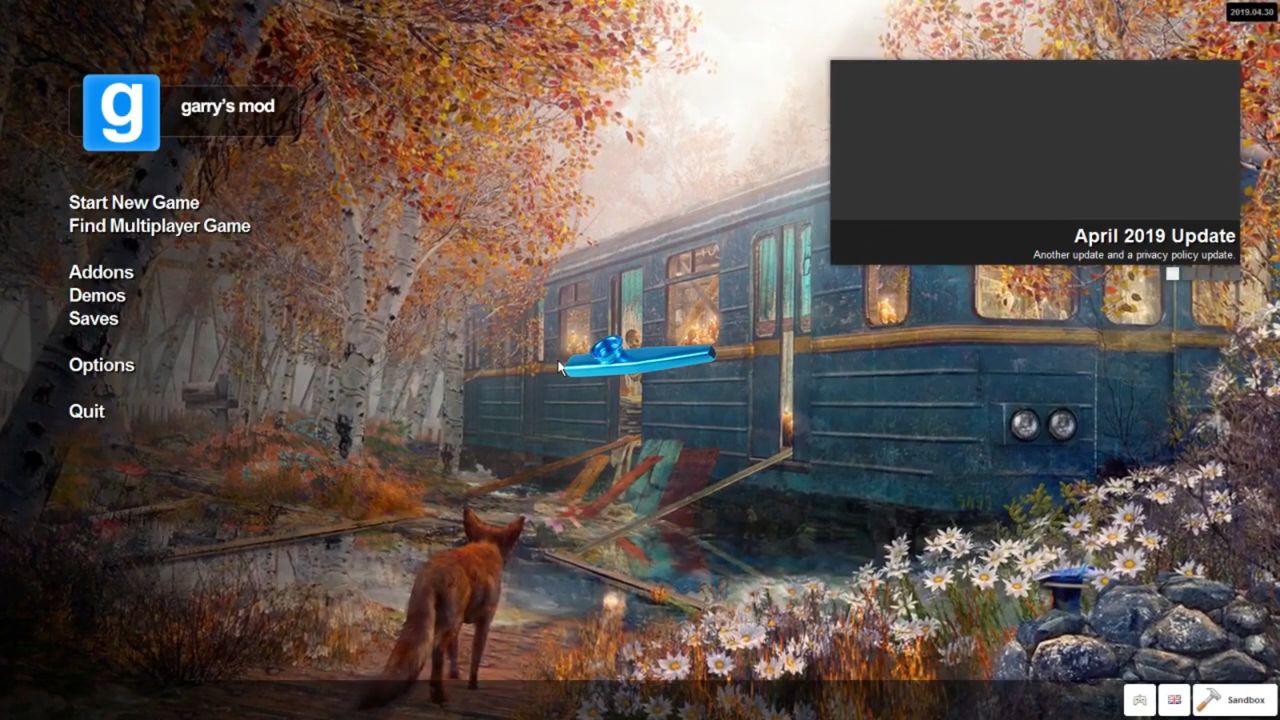 2019.04.30
g
garry's mod
Start New Game
Find Multiplayer Game
Addons
Demos
Saves
Options
Quit
April 2019 Update
Another update and a privacy policy update.
Sandbox